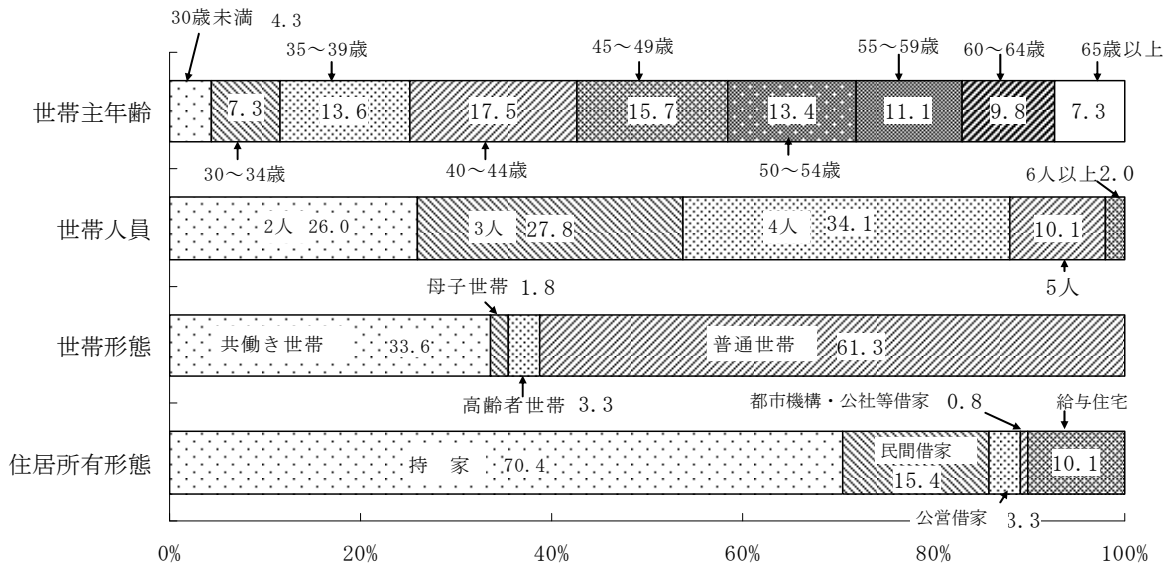 30歳未満 4.3
35～39歳
45～49歳
55～59歳
60～64歳
65歳以上
世帯主年齢
7.3
13.6
17.5
15.7
13.4
11.1
9.8
7.3
30～34歳
40～44歳
50～54歳
6人以上2.0
世帯人員
2人 26.0
3人 27.8
4人 34.1
10.1
5人
母子世帯 1.8
世帯形態
共働き世帯 33.6
普通世帯 61.3
高齢者世帯 3.3
都市機構・公社等借家 0.8
給与住宅
住居所有形態
持 家 70.4
民間借家
15.4
10.1
公営借家 3.3
0%
20%
40%
60%
80%
100%